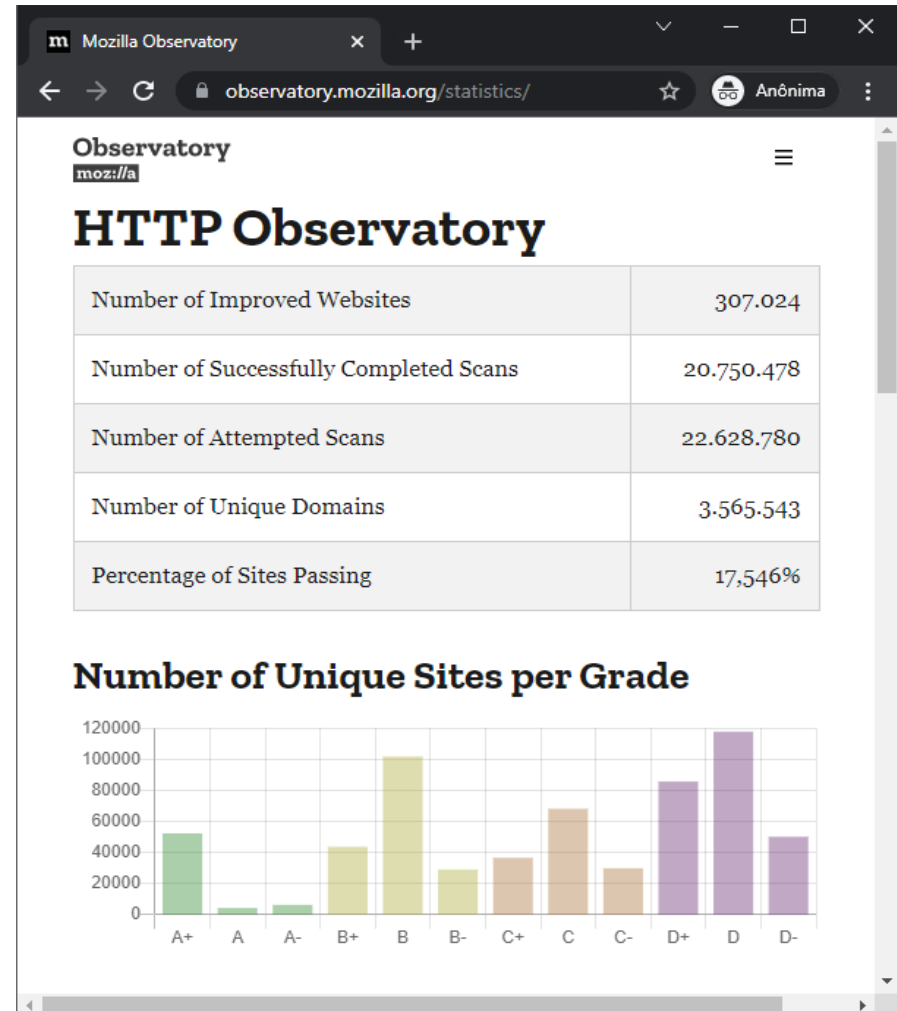 m Mozilla Observatory
observatory.mozilla.org/statistics/ Anônima
Observatory
moz://a
HTTP Observatory
Number of Improved Websites 307.024
Number of Successfully Completed Scans 20.750.478
Number of Attempted Scans 22.628.780
Number of Unique Domains 3.565.543
Percentage of Sites Passing 17,546%
Number of Unique Sites per Grade
120000
100000
80000
60000
40000
20000
0
A+ A A- B+ B B- C+ C C- D+ D D-